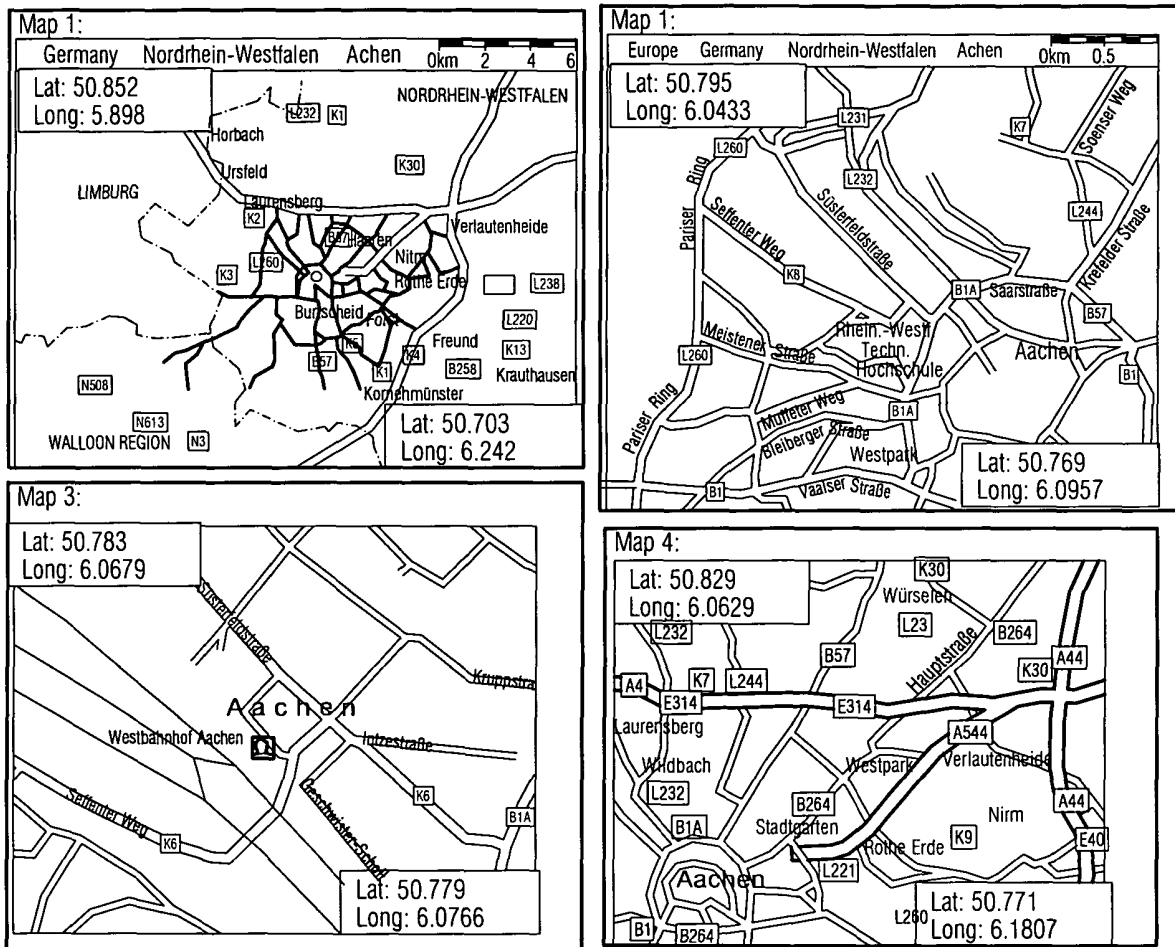 Map 1:
Germany Nordrhein-Westfalen Achen 0km 2 4 6
Lat: 50.852
Long: 5.898
NORDRHEIN-WESTFALEN
L232 K1
Horbach
K30
Ursfeld
LIMBURG
Laurensberg
K2
Verlautenheide
B57 Haaren
Nitm
L260
K3
Rothe Erde
L238
Burtscheid Forst
L220
Freund
K5
K4
K13
B57
K1
B258
Krauthausen
N508
Kornehmünster
N613
WALLOON REGION N3
Lat: 50.703
Long: 6.242
Map 1:
Europe Germany Nordrhein-Westfalen Achen 0km 0.5
Lat: 50.795
Long: 6.0433
L231
K7
Soenser Weg
L260
Pariser Ring
L232
Seffenter Weg
Süsterfeldstraße
L244
Krefelder Straße
K8
B1A
Saarstraße
B57
Meistener Straße
Rhein.-Westf
Techn.
Hochschule
L260
Aachen
B1
Pariser Ring
Muffeter Weg
B1A
Bleiberger Straße
Westpark
B1
Vaalser Straße
Lat: 50.769
Long: 6.0957
Map 3:
Lat: 50.783
Long: 6.0679
Süsterfeldstraße
Kruppstra
Aachen
Westbahnhof Aachen
Intzestraße
Seffenter Weg
K6
Geschwister-Scholl
K6
B1A
Lat: 50.779
Long: 6.0766
Map 4:
Lat: 50.829
Long: 6.0629
K30
Würselen
L23
L232
B264
B57
Hauptstraße
A44
K30
A4
K7
L244
E314
E314
Laurensberg
A544
Wildbach
Westpark
Verlautenheide
L232
B264
A44
B1A
Stadtgarten
Nirm
K9
Rothe Erde
E40
L221
Aachen
L260
B1
B264
Lat: 50.771
Long: 6.1807